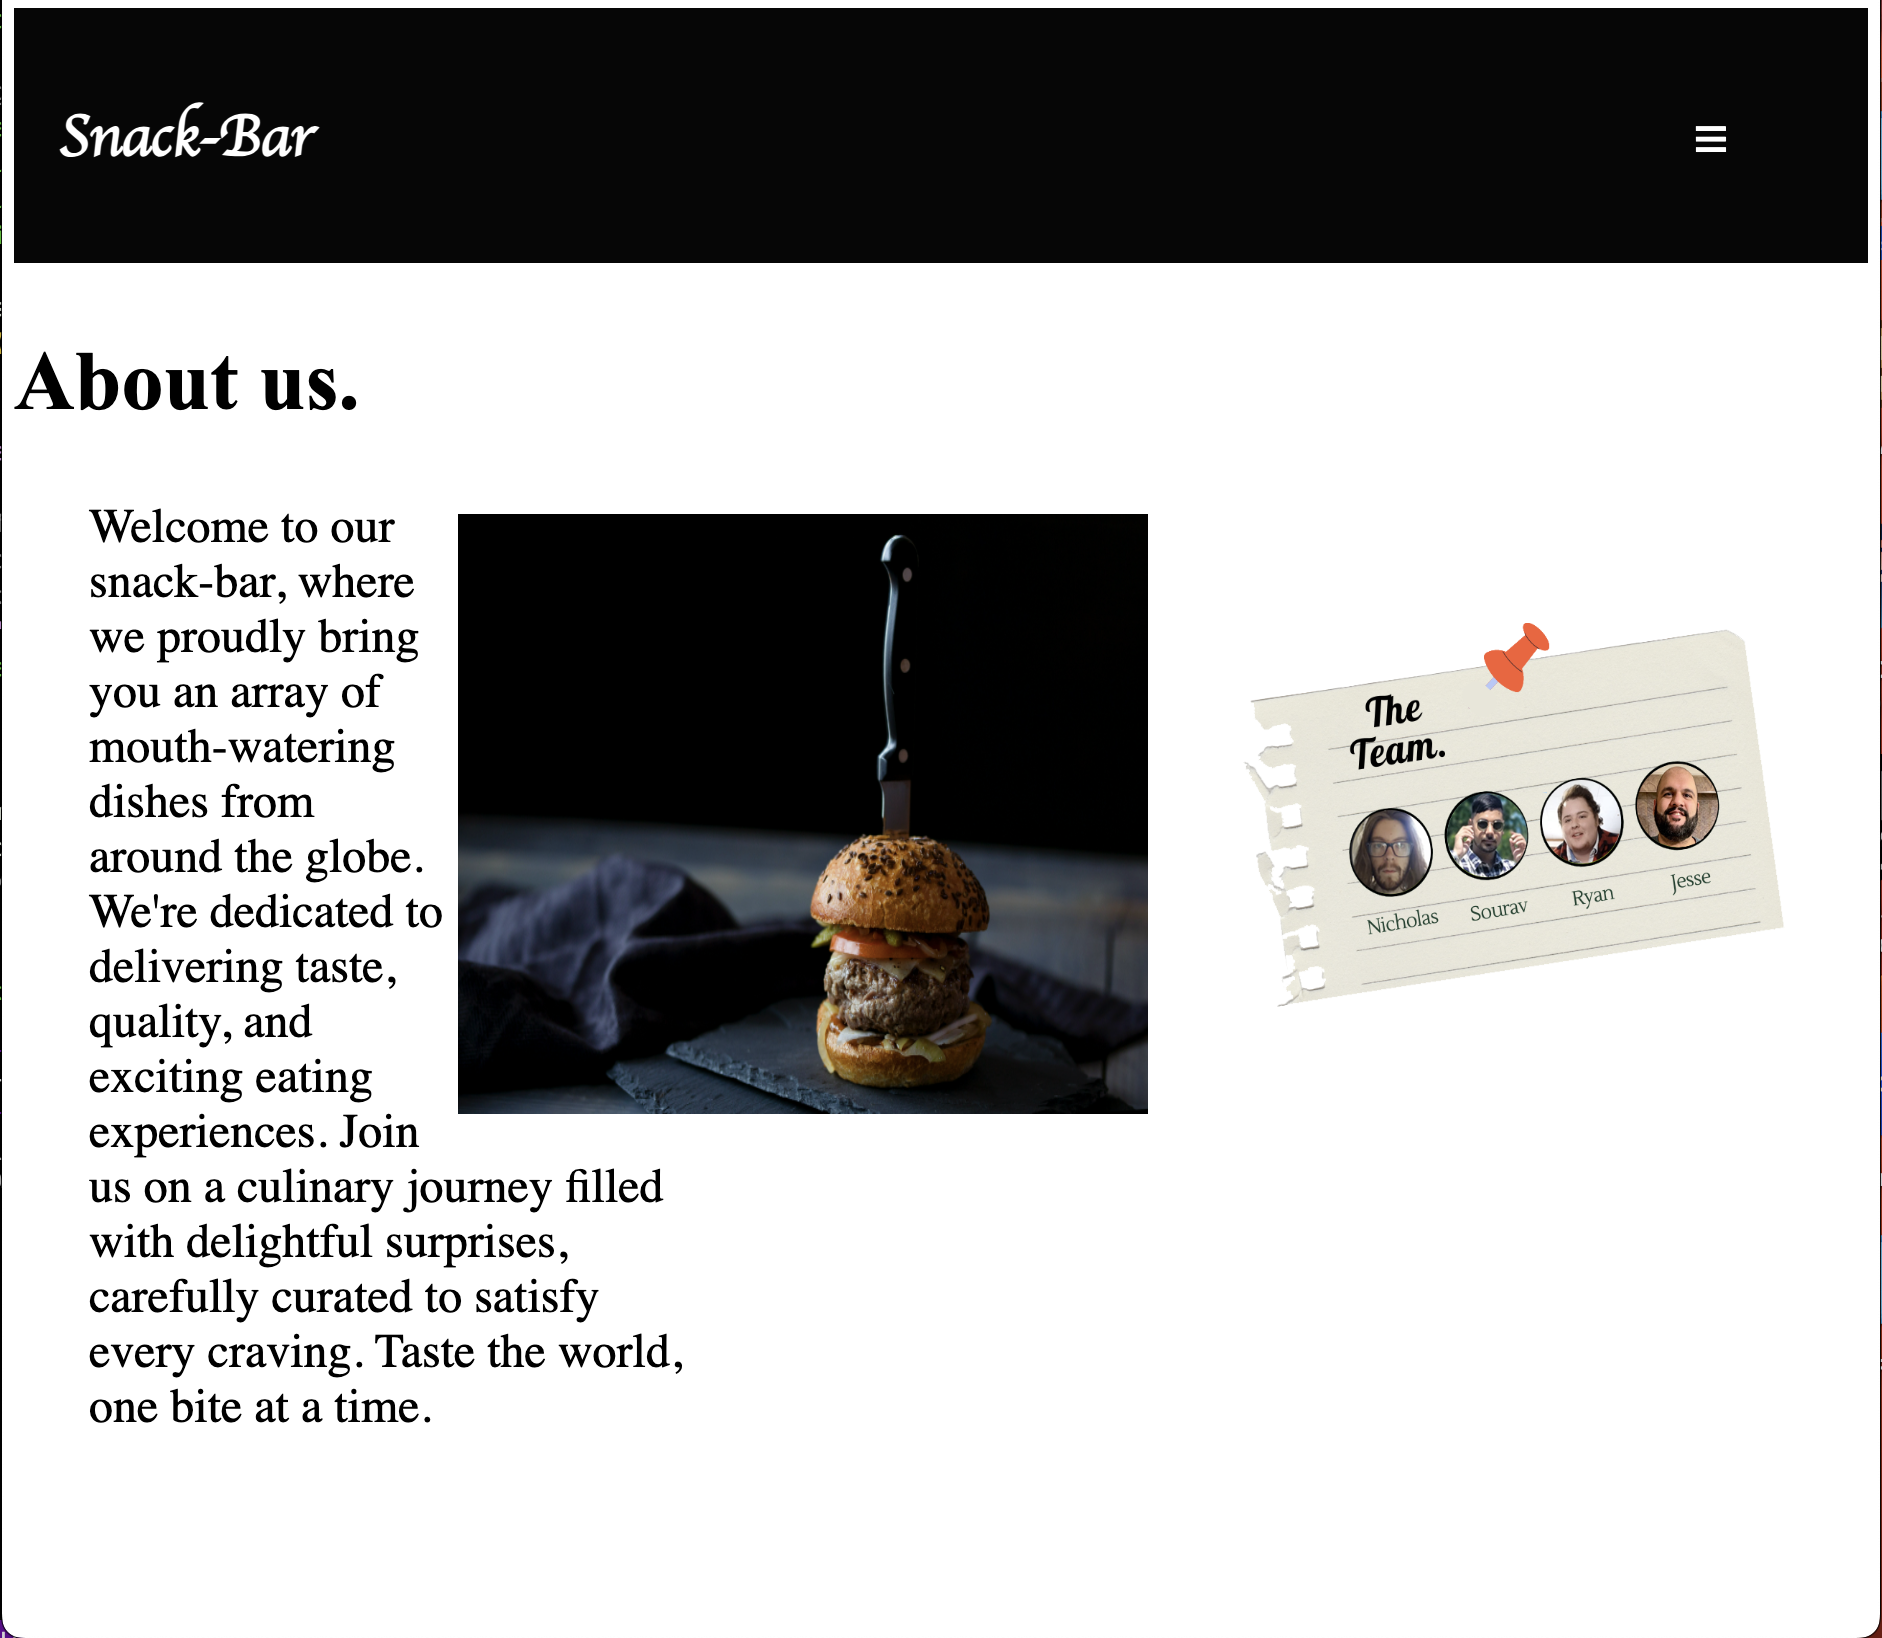 Snack-Bar
About us.
Welcome to our
snack-bar, where
we proudly bring
you an array of
mouth-watering
dishes from
around the globe.
We're dedicated to
delivering taste,
quality, and
exciting eating
experiences. Join
us on a culinary journey filled
with delightful surprises,
carefully curated to satisfy
every craving. Taste the world,
one bite at a time.
The
Team.
Nicholas
Sourav
Ryan
Jesse